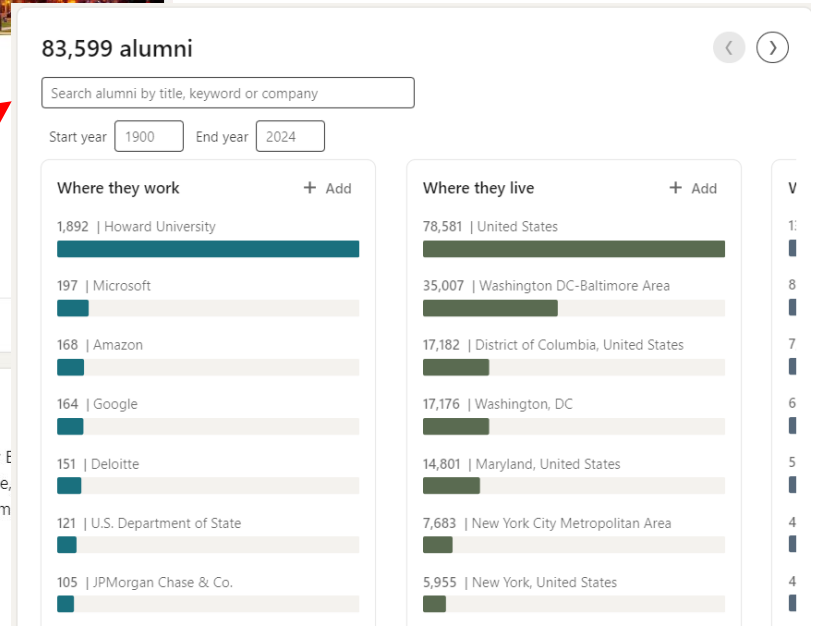 83,599 alumni
Search alumni by title, keyword or company
Start year 1900 End year 2024
Where they work + Add
1,892 | Howard University
197 | Microsoft
168 | Amazon
164 | Google
151 | Deloitte
121 | U.S. Department of State
105 | JPMorgan Chase & Co.
Where they live + Add
78,581 | United States
35,007 | Washington DC-Baltimore Area
17,182 | District of Columbia, United States
17,176 | Washington, DC
14,801 | Maryland, United States
7,683 | New York City Metropolitan Area
5,955 | New York, United States